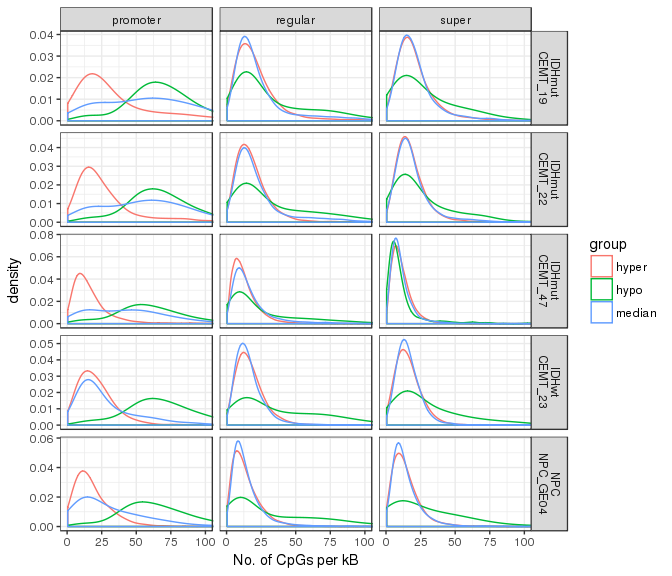 promoter
regular
super
0.04
0.03
0.02
0.01
0.00
IDHmut
CEMT_19
0.04
0.03
0.02
0.01
0.00
IDHmut
CEMT_22
0.08
0.06
0.04
0.02
0.00
IDHmut
CEMT_47
0.05
0.04
0.03
0.02
0.01
0.00
IDHwt
CEMT_23
0.06
0.04
0.02
0.00
NPC
NPC_GE04
density
0 25 50 75 100
0 25 50 75 100
0 25 50 75 100
No. of CpGs per kB
group
hyper
hypo
median